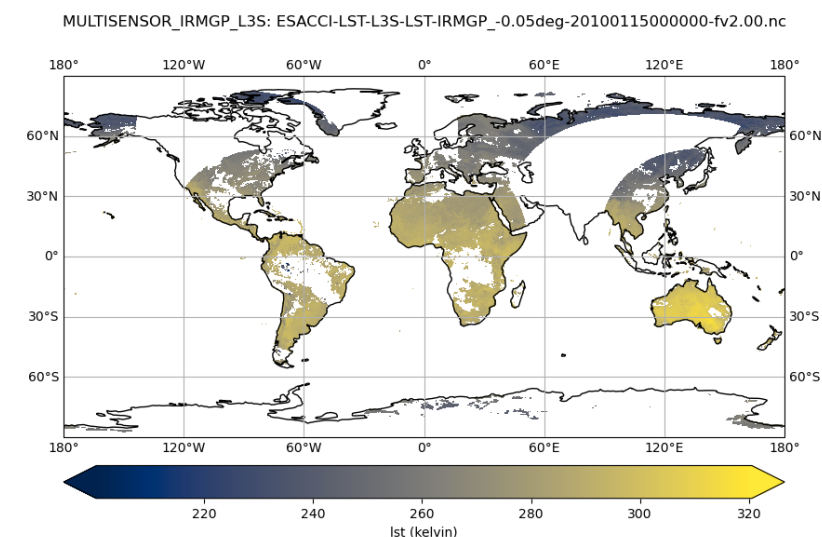 MULTISENSOR_IRMGP_L3S: ESACCI-LST-L3S-LST-IRMGP_-0.05deg-20100115000000-fv2.00.nc
180° 120°W 60°W 0° 60°E 120°E 180°
60°N 60°N
30°N 30°N
0° 0°
30°S 30°S
60°S 60°S
180° 120°W 60°W 0° 60°E 120°E 180°
220 240 260 280 300 320
lst (kelvin)